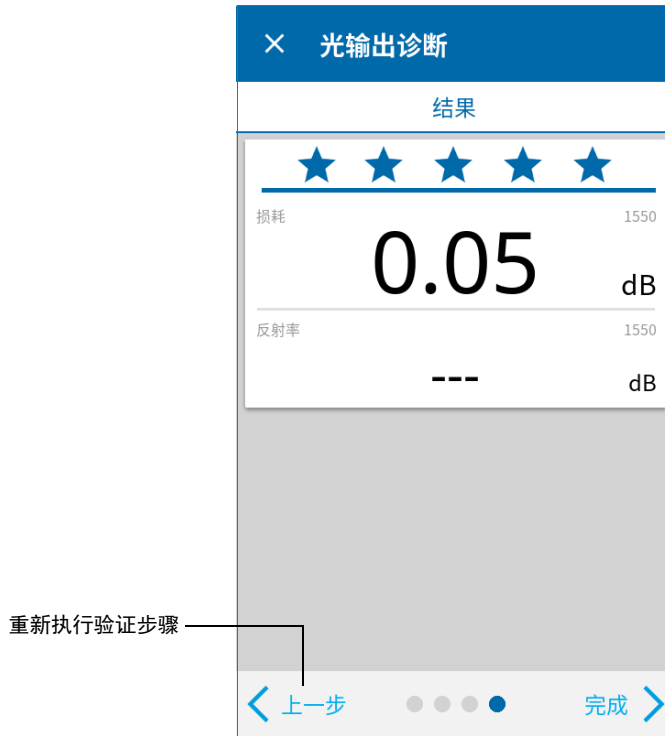 光输出诊断
结果
损耗 1550
0.05 dB
反射率 1550
--- dB
重新执行验证步骤
上一步 完成